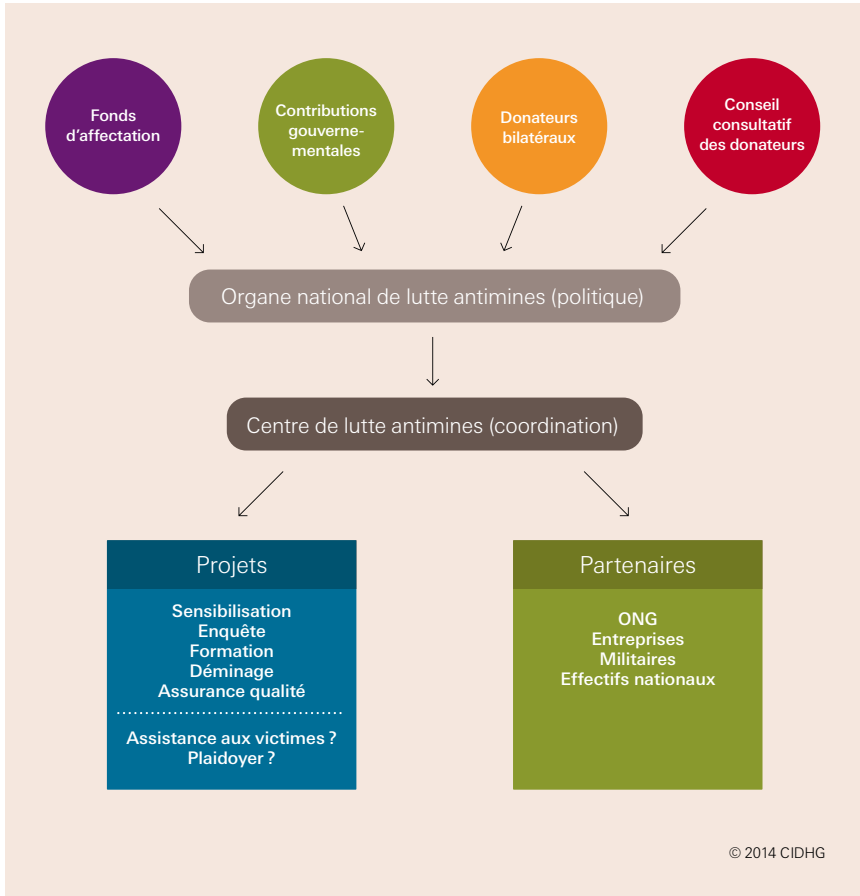 Fonds
d'affectation
Contributions
gouverne-
mentales
Donateurs
bilatéraux
Conseil
consultatif
des donateurs
Organe national de lutte antimines (politique)
Centre de lutte antimines (coordination)
Projets
Sensibilisation
Enquête
Formation
Déminage
Assurance qualité
Assistance aux victimes ?
Plaidoyer ?
Partenaires
ONG
Entreprises
Militaires
Effectifs nationaux
© 2014 CIDHG